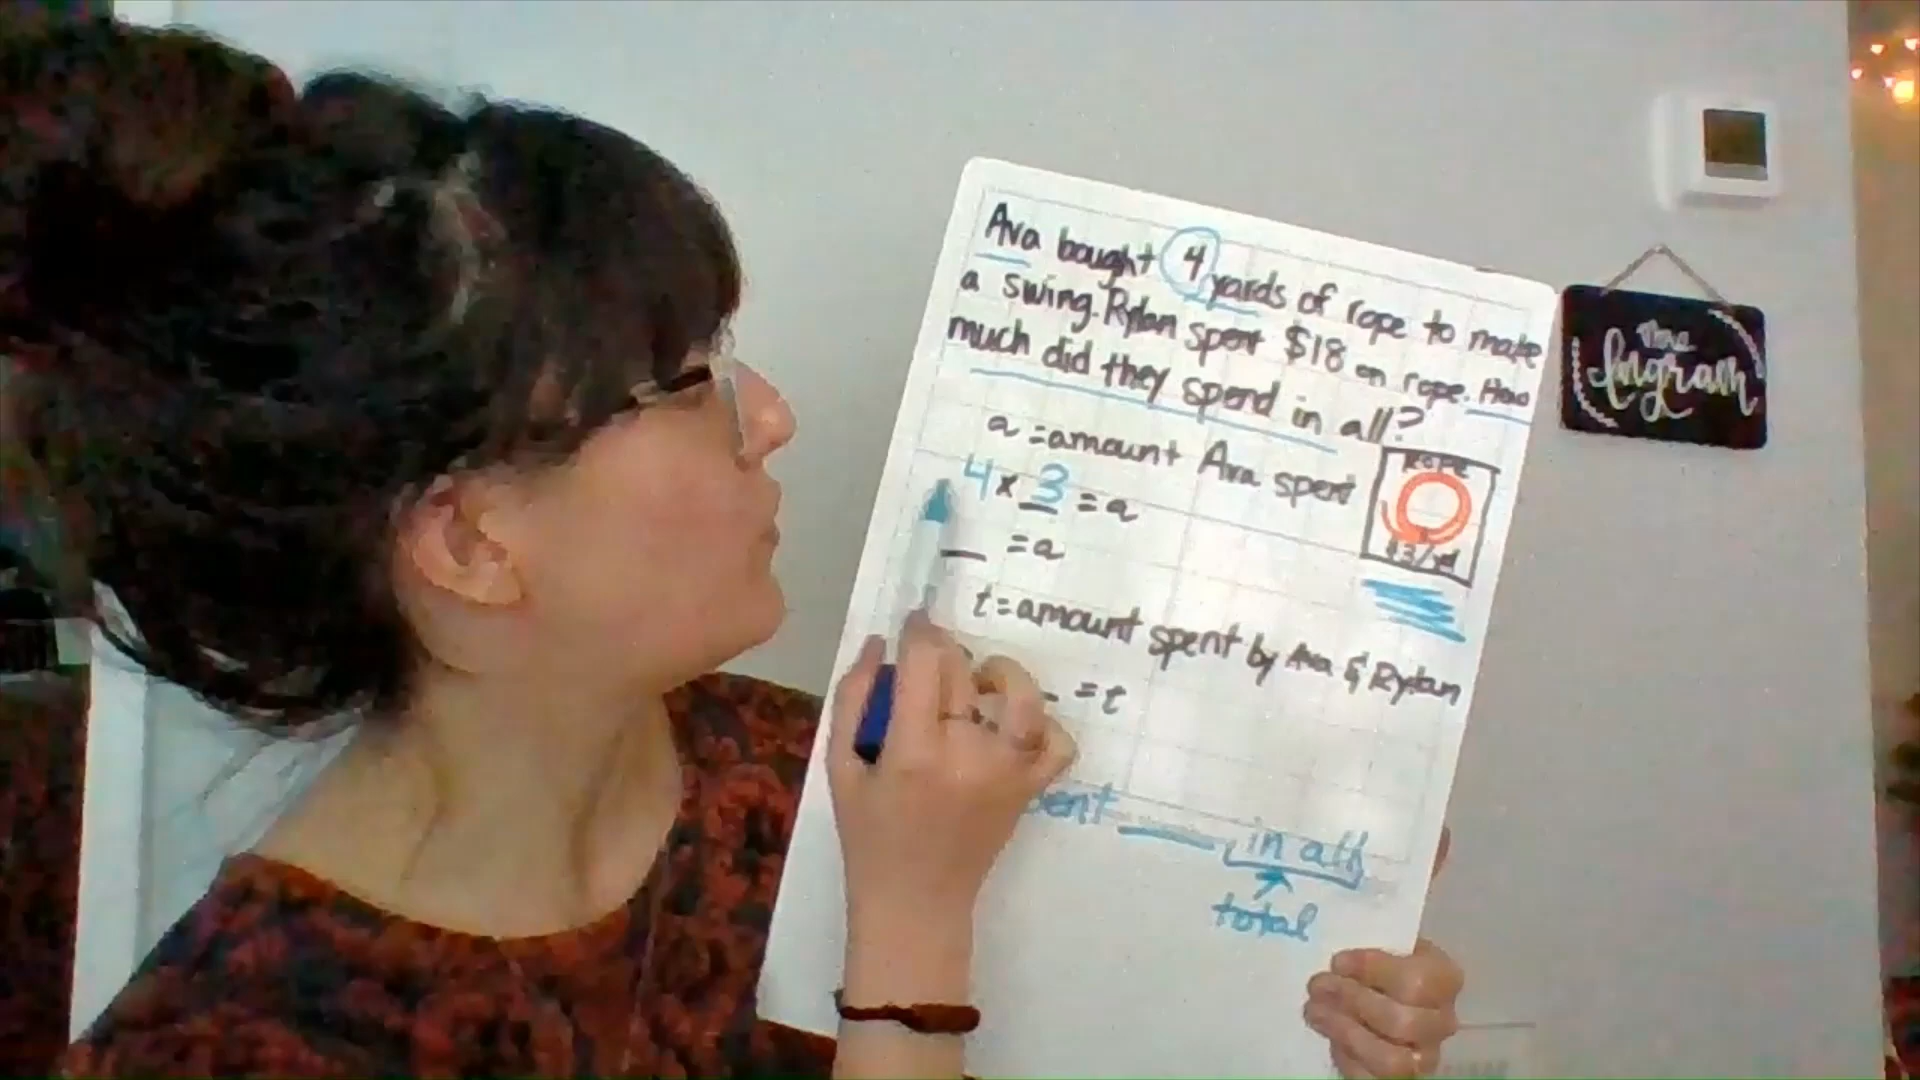 Ava bought 4 yards of rope to make
a swing. Rylan spent $18 on rope. How
much did they spend in all?
a = amount Ava spent
ROPE
$3/yd
4 x 3 = a
__ = a
t = amount spent by Ava & Rylan
_ = t
in all
total
Mrs.
Ingram